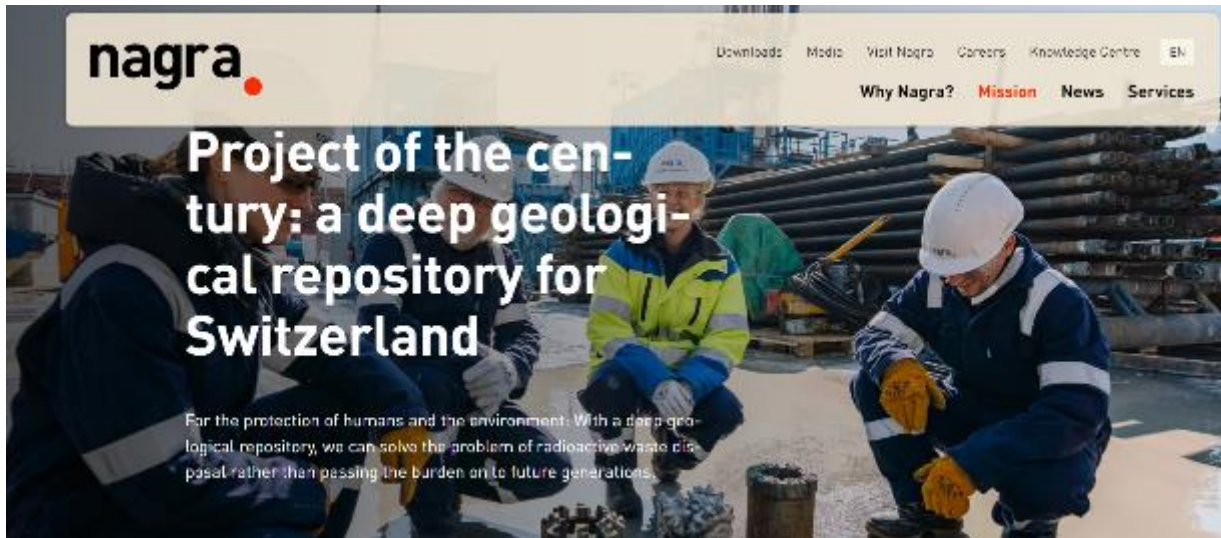 nagra.
Downloads Media Visit Nagra Careers Knowledge Centre EN
Why Nagra? Mission News Services
Project of the cen-
tury: a deep geologi-
cal repository for
Switzerland
For the protection of humans and the environment: With a deep geo-
logical repository, we can solve the problem of radioactive waste dis-
posal rather than passing the burden on to future generations.